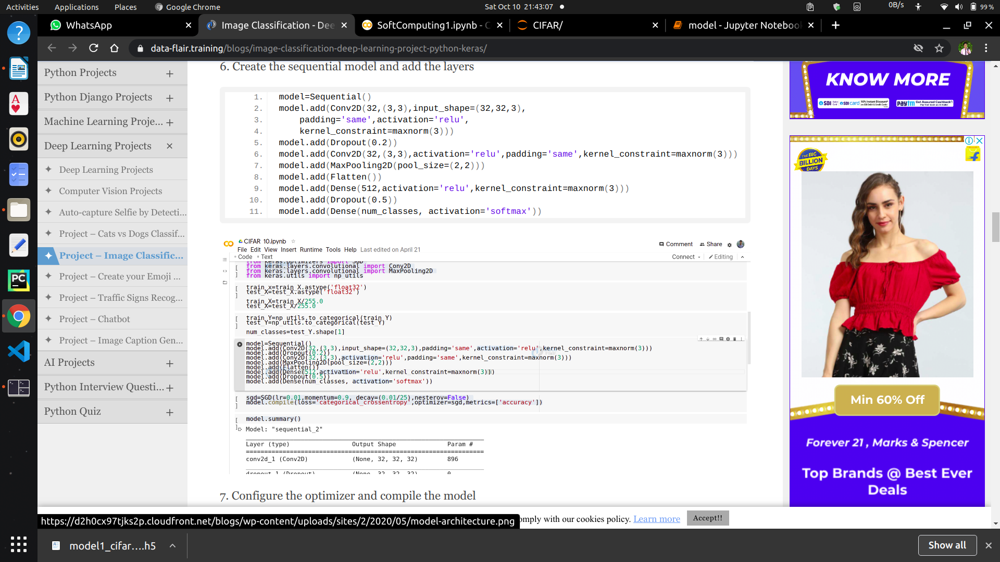 Activities Applications Places Google Chrome Sat Oct 10 21:43:07 0B/s 99%
WhatsApp Image Classification - Dee SoftComputing1.ipynb - C CIFAR/ model - Jupyter Noteboo
data-flair.training/blogs/image-classification-deep-learning-project-python-keras/
Python Projects
Python Django Projects
Machine Learning Proje...
Deep Learning Projects
Deep Learning Projects
Computer Vision Projects
Auto-capture Selfie by Detecti...
Project – Cats vs Dogs Classif...
Project – Image Classific...
Project – Create your Emoji ...
Project – Traffic Signs Recog...
Project – Chatbot
Project – Image Caption Gen...
AI Projects
Python Interview Questi...
Python Quiz
6. Create the sequential model and add the layers
1. model=Sequential()
2. model.add(Conv2D(32,(3,3),input_shape=(32,32,3),
3. padding='same',activation='relu',
4. kernel_constraint=maxnorm(3)))
5. model.add(Dropout(0.2))
6. model.add(Conv2D(32,(3,3),activation='relu',padding='same',kernel_constraint=maxnorm(3)))
7. model.add(MaxPooling2D(pool_size=(2,2)))
8. model.add(Flatten())
9. model.add(Dense(512,activation='relu',kernel_constraint=maxnorm(3)))
10. model.add(Dropout(0.5))
11. model.add(Dense(num_classes, activation='softmax'))
CIFAR 10.ipynb
Comment Share
File Edit View Insert Runtime Tools Help Last edited on April 21
+ Code + Text Connect Editing
from keras.optimizers import SGD
from keras.layers.convolutional import Conv2D
from keras.layers.convolutional import MaxPooling2D
from keras.utils import np_utils
train_x=train_X.astype('float32')
test_X=test_X.astype('float32')
train_X=train_X/255.0
test_X=test_X/255.0
train_Y=np_utils.to_categorical(train_Y)
test_Y=np_utils.to_categorical(test_Y)
num_classes=test_Y.shape[1]
model=Sequential()
model.add(Conv2D(32,(3,3),input_shape=(32,32,3),padding='same',activation='relu',kernel_constraint=maxnorm(3)))
model.add(Dropout(0.2))
model.add(Conv2D(32,(3,3),activation='relu',padding='same',kernel_constraint=maxnorm(3)))
model.add(MaxPooling2D(pool_size=(2,2)))
model.add(Flatten())
model.add(Dense(512,activation='relu',kernel_constraint=maxnorm(3)))
model.add(Dropout(0.5))
model.add(Dense(num_classes, activation='softmax'))
sgd=SGD(lr=0.01,momentum=0.9, decay=(0.01/25),nesterov=False)
model.compile(loss='categorical_crossentropy',optimizer=sgd,metrics=['accuracy'])
model.summary()
Model: "sequential_2"
Layer (type) Output Shape Param #
conv2d_1 (Conv2D) (None, 32, 32, 32) 896
dropout_1 (Dropout) (None, 32, 32, 32) 0
7. Configure the optimizer and compile the model
KNOW MORE
SBI Debit Card SBI card 10% Instant Discount* on SBI Debit & Credit Cards
paytm Get Assured Cashback!
THE BIG
BILLION
DAYS
Min 60% Off
Forever 21 , Marks & Spencer
Top Brands @ Best Ever
Deals
https://d2h0cx97tjks2p.cloudfront.net/blogs/wp-content/uploads/sites/2/2020/05/model-architecture.png
omply with our cookies policy. Learn more Accept!!
model1_cifar....h5
Show all